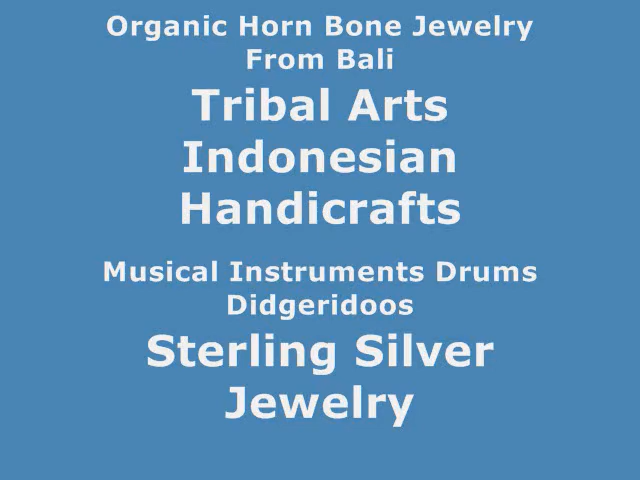 Organic Horn Bone Jewelry
From Bali
Tribal Arts
Indonesian
Handicrafts
Musical Instruments Drums
Didgeridoos
Sterling Silver
Jewelry